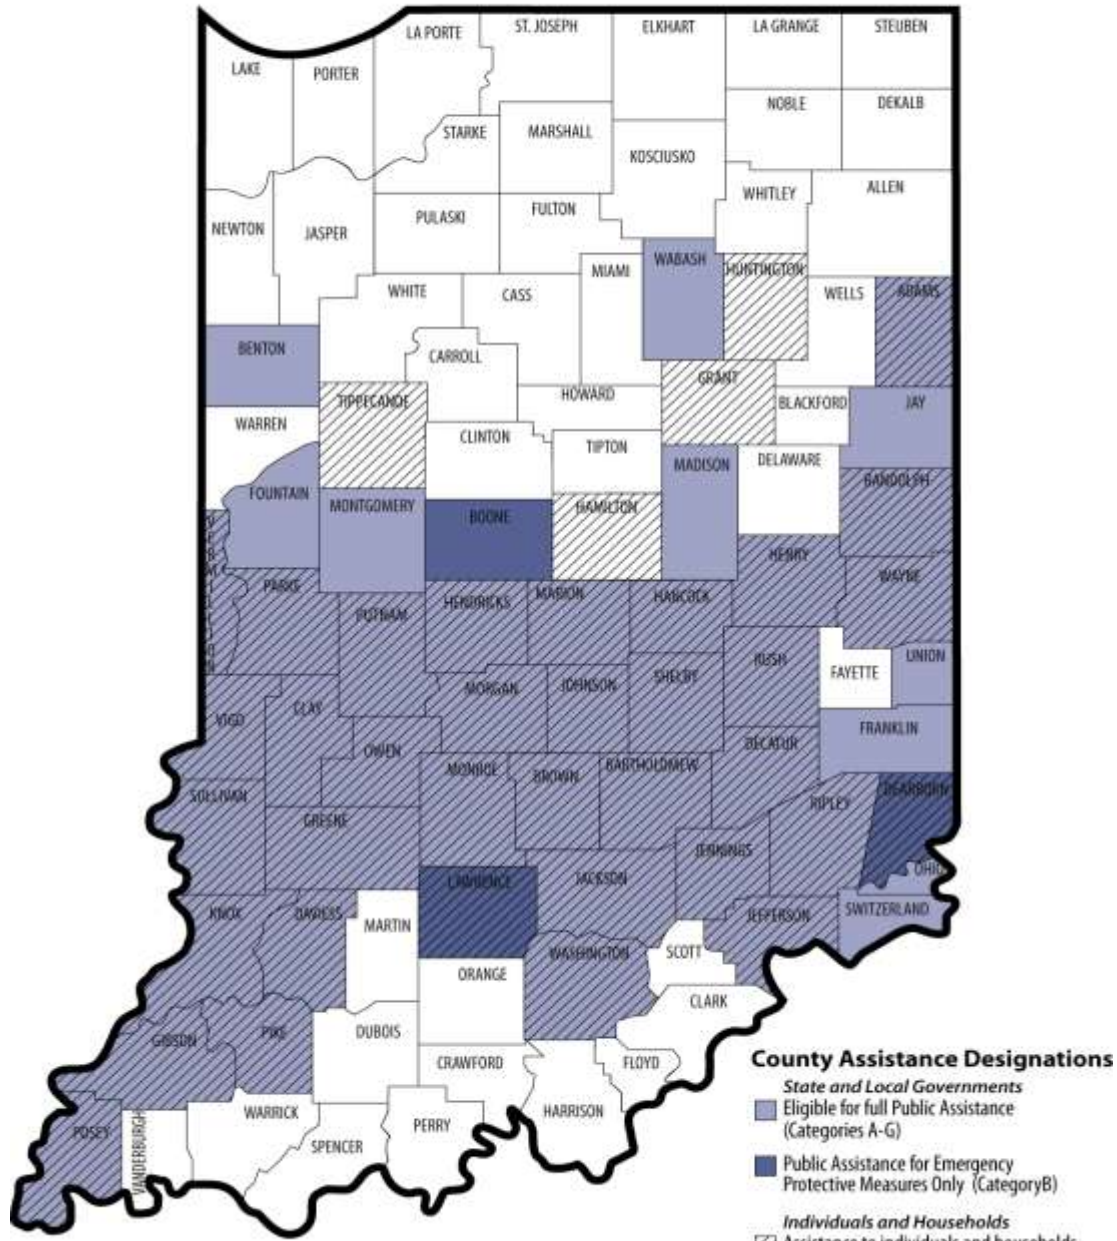 LA PORTE
ST. JOSEPH
ELKHART
LA GRANGE
STEUBEN
LAKE
PORTER
NOBLE
DEKALB
STARKE
MARSHALL
KOSCIUSKO
WHITLEY
ALLEN
NEWTON
JASPER
PULASKI
FULTON
MIAMI
WABASH
HUNTINGTON
WHITE
CASS
WELLS
ADAMS
BENTON
CARROLL
GRANT
TIPPECANOE
HOWARD
BLACKFORD
JAY
WARREN
CLINTON
TIPTON
MADISON
DELAWARE
RANDOLPH
FOUNTAIN
MONTGOMERY
BOONE
HAMILTON
VERMILLION
HENRY
WAYNE
PARKE
PUTNAM
HENDRICKS
MARION
HANCOCK
RUSH
FAYETTE
UNION
VIGO
CLAY
MORGAN
JOHNSON
SHELBY
FRANKLIN
OWEN
DECATUR
MONROE
BROWN
BARTHOLOMEW
SULLIVAN
GREENE
RIPLEY
DEARBORN
JENNINGS
LAWRENCE
JACKSON
OHIO
KNOX
DAVIESS
MARTIN
JEFFERSON
SWITZERLAND
WASHINGTON
SCOTT
ORANGE
CLARK
GIBSON
PIKE
DUBOIS
CRAWFORD
FLOYD
HARRISON
POSEY
VANDERBURGH
WARRICK
SPENCER
PERRY
County Assistance Designations
State and Local Governments
Eligible for full Public Assistance
(Categories A-G)
Public Assistance for Emergency
Protective Measures Only (CategoryB)
Individuals and Households
Assistance to individuals and households